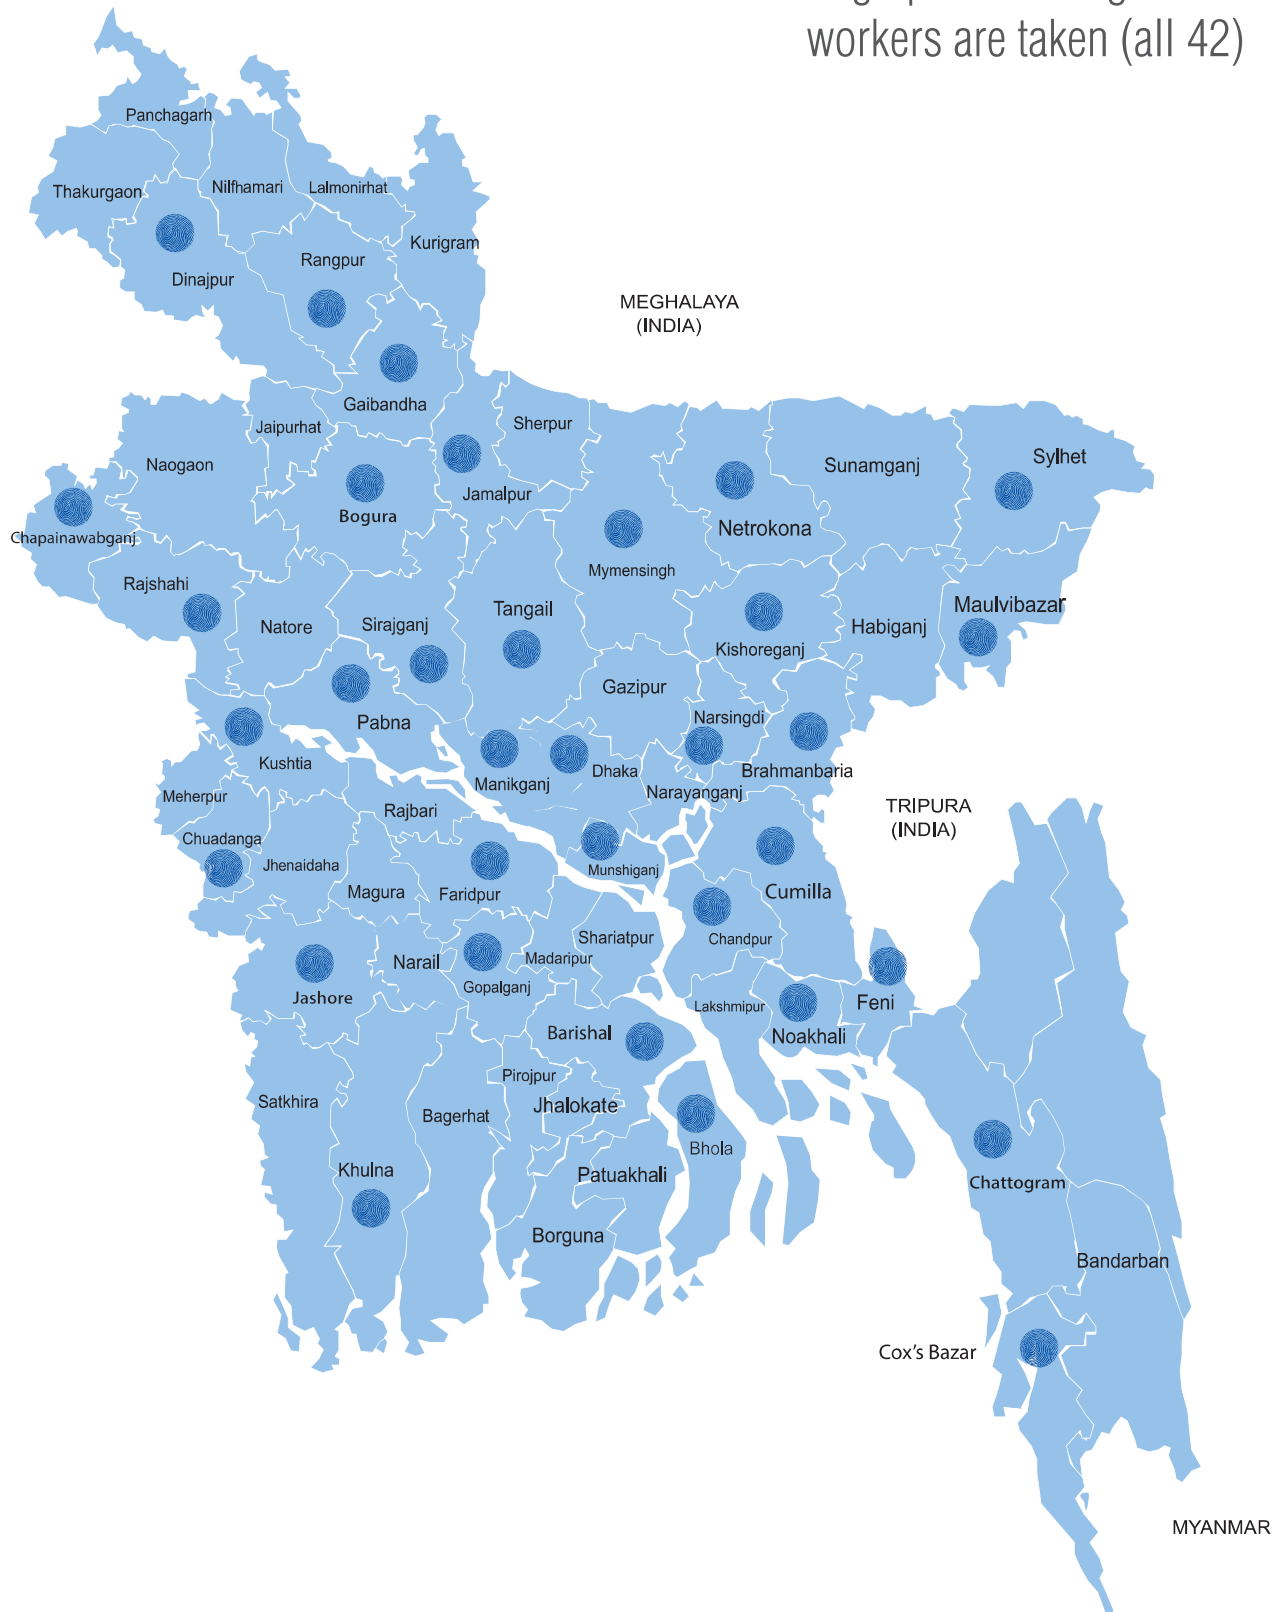 workers are taken (all 42)
Panchagarh
Thakurgaon
Nilfhamari
Lalmonirhat
Kurigram
Rangpur
Dinajpur
MEGHALAYA
(INDIA)
Gaibandha
Jaipurhat
Sherpur
Naogaon
Sunamganj
Sylhet
Jamalpur
Bogura
Netrokona
Chapainawabganj
Mymensingh
Rajshahi
Tangail
Maulvibazar
Natore
Sirajganj
Habiganj
Kishoreganj
Gazipur
Pabna
Narsingdi
Kushtia
Dhaka
Brahmanbaria
Manikganj
Narayanganj
Meherpur
Rajbari
TRIPURA
(INDIA)
Chuadanga
Jhenaidaha
Munshiganj
Magura
Faridpur
Cumilla
Shariatpur
Chandpur
Narail
Madaripur
Gopalganj
Jashore
Lakshmipur
Feni
Barishal
Noakhali
Pirojpur
Satkhira
Bagerhat
Jhalokate
Bhola
Khulna
Patuakhali
Chattogram
Borguna
Bandarban
Cox's Bazar
MYANMAR